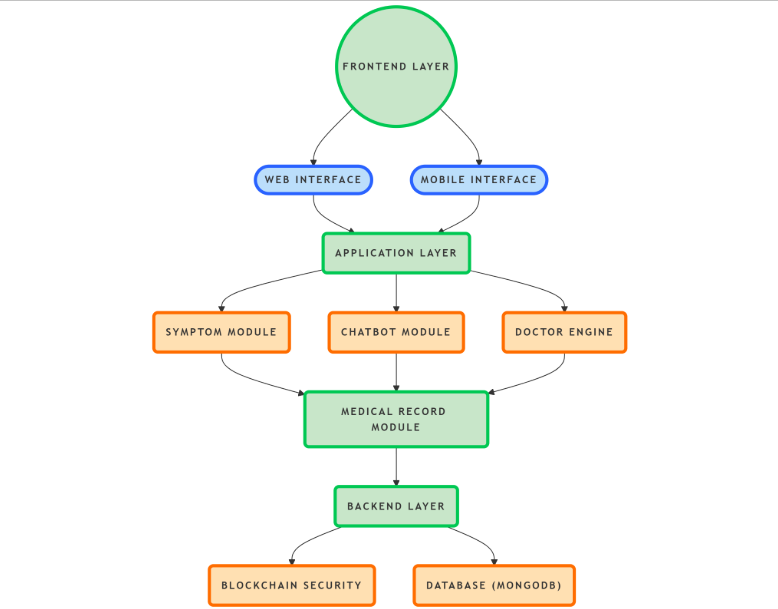 FRONTEND LAYER
WEB INTERFACE
MOBILE INTERFACE
APPLICATION LAYER
SYMPTOM MODULE
CHATBOT MODULE
DOCTOR ENGINE
MEDICAL RECORD
MODULE
BACKEND LAYER
BLOCKCHAIN SECURITY
DATABASE (MONGODB)